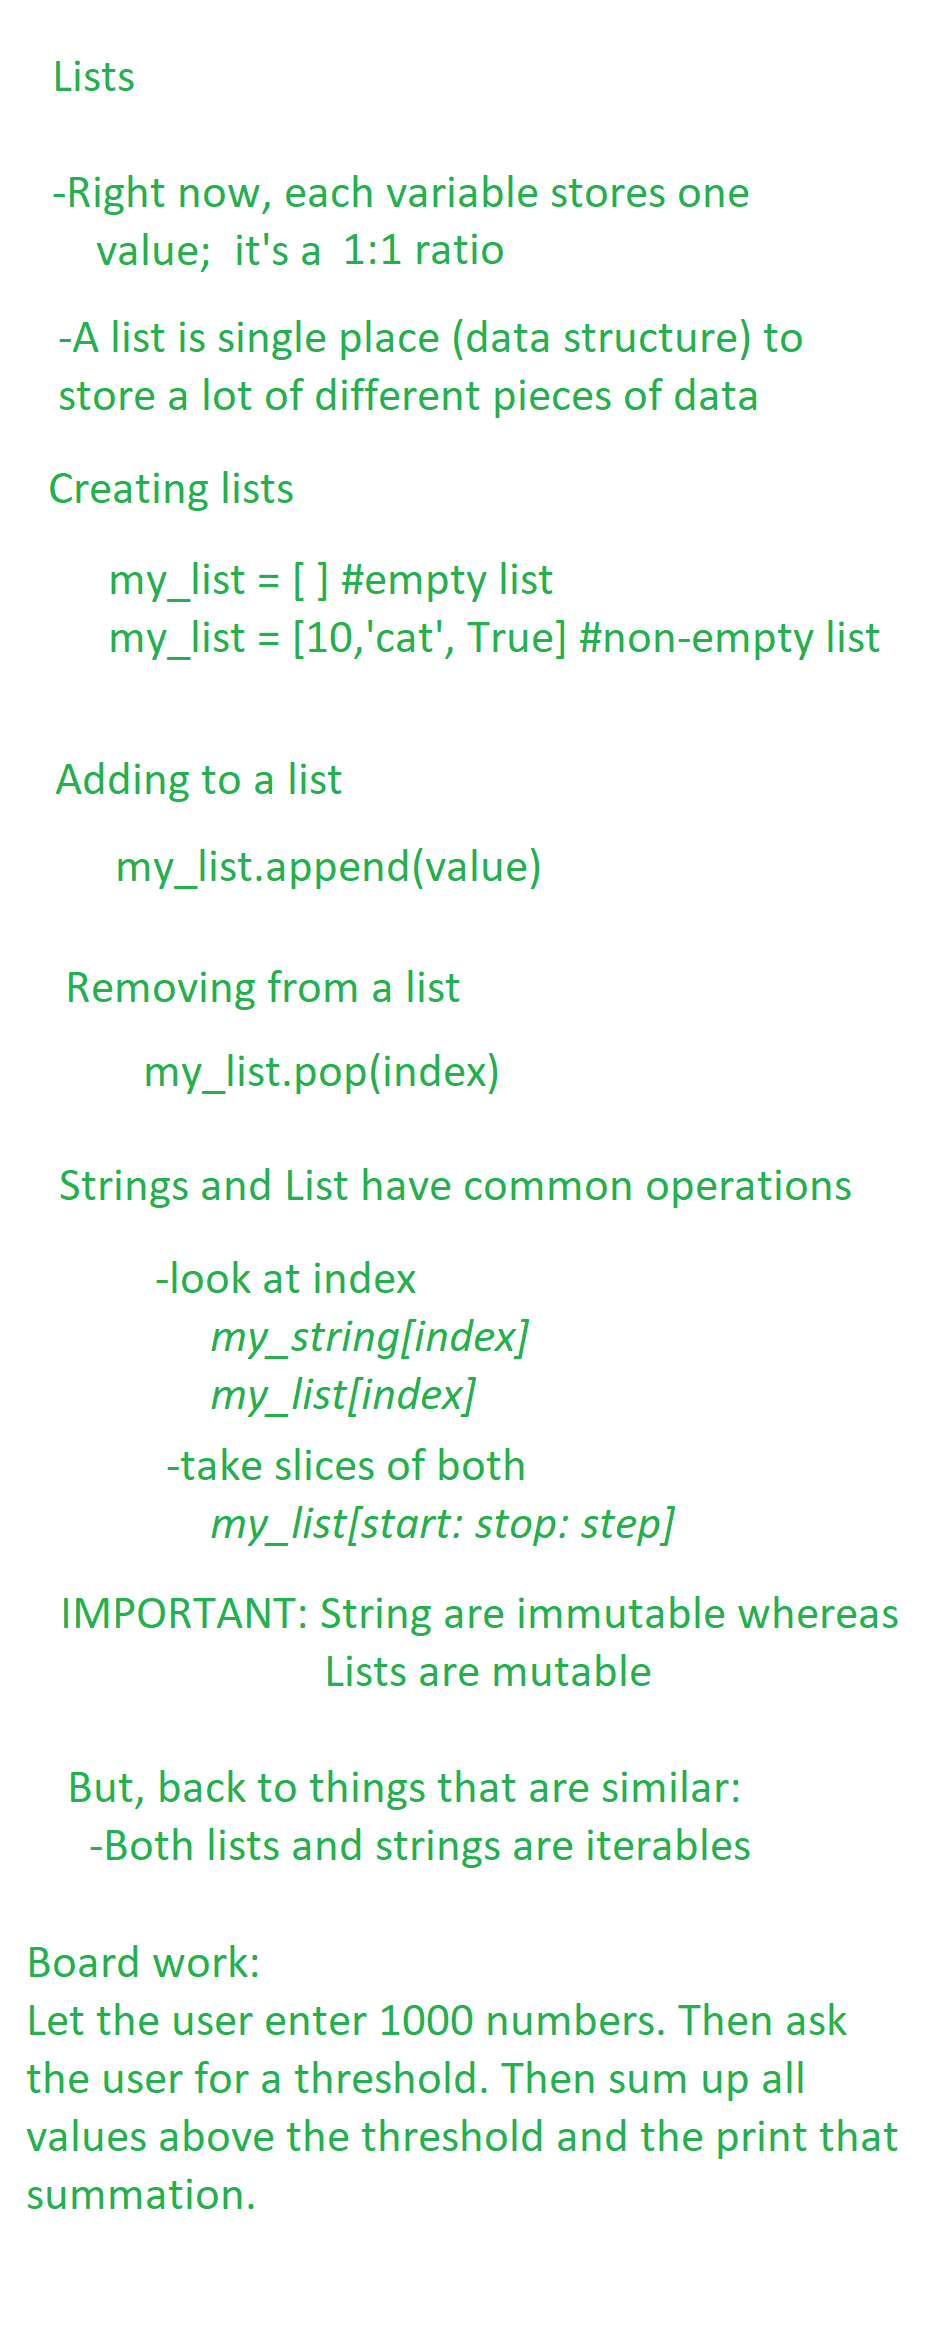 Lists
-Right now, each variable stores one
value;  it's a  1:1 ratio
-A list is single place (data structure) to
store a lot of different pieces of data
Creating lists
my_list = [ ] #empty list
my_list = [10,'cat', True] #non-empty list
Adding to a list
my_list.append(value)
Removing from a list
my_list.pop(index)
Strings and List have common operations
-look at index
my_string[index]
my_list[index]
-take slices of both
my_list[start: stop: step]
IMPORTANT: String are immutable whereas
Lists are mutable
But, back to things that are similar:
-Both lists and strings are iterables
Board work:
Let the user enter 1000 numbers. Then ask
the user for a threshold. Then sum up all
values above the threshold and the print that
summation.